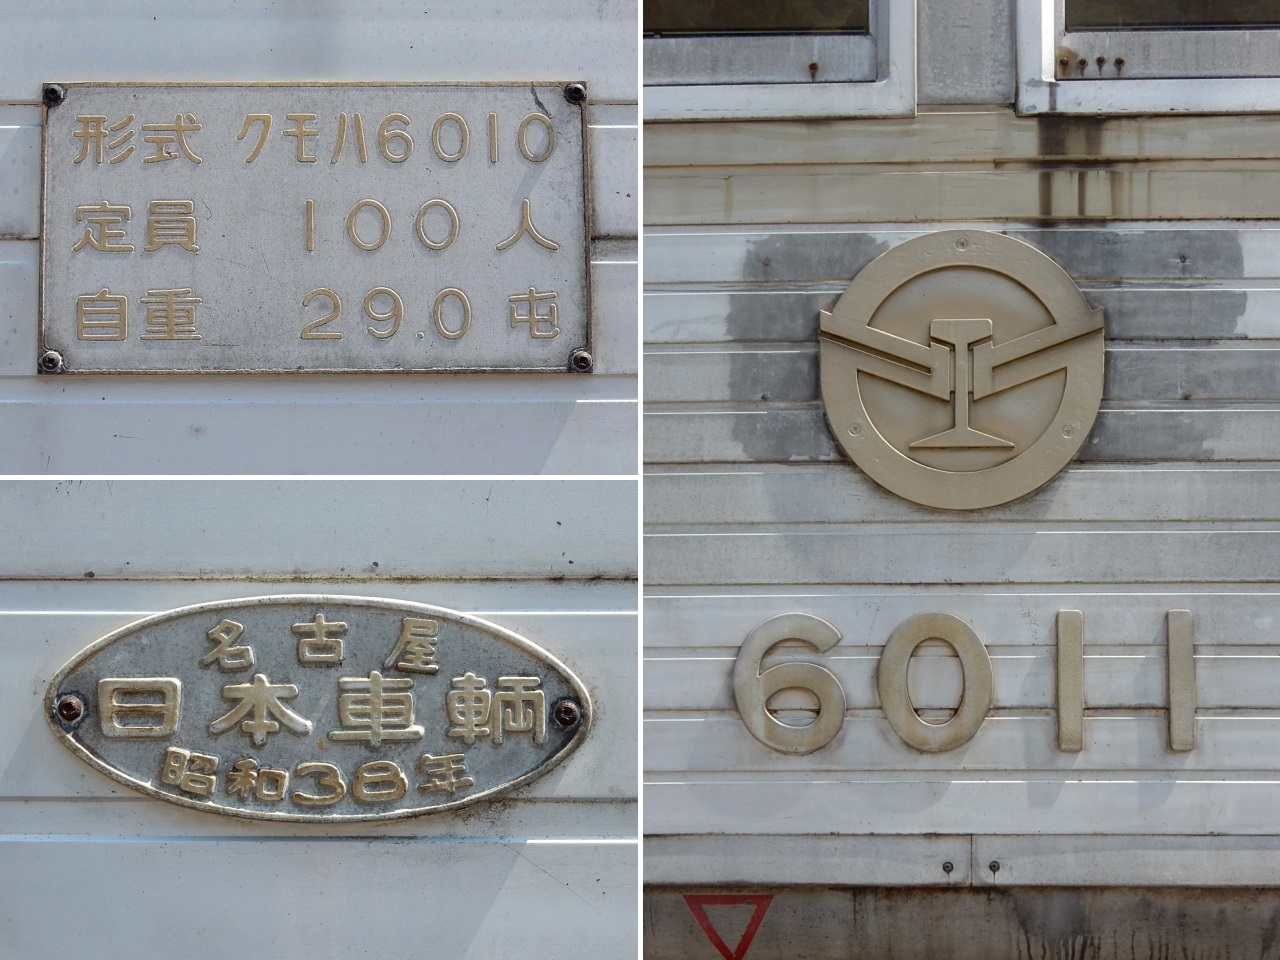 形式 クモハ6010
定員 100人
自重 29.0屯
名古屋
日本車輌
昭和38年
6011